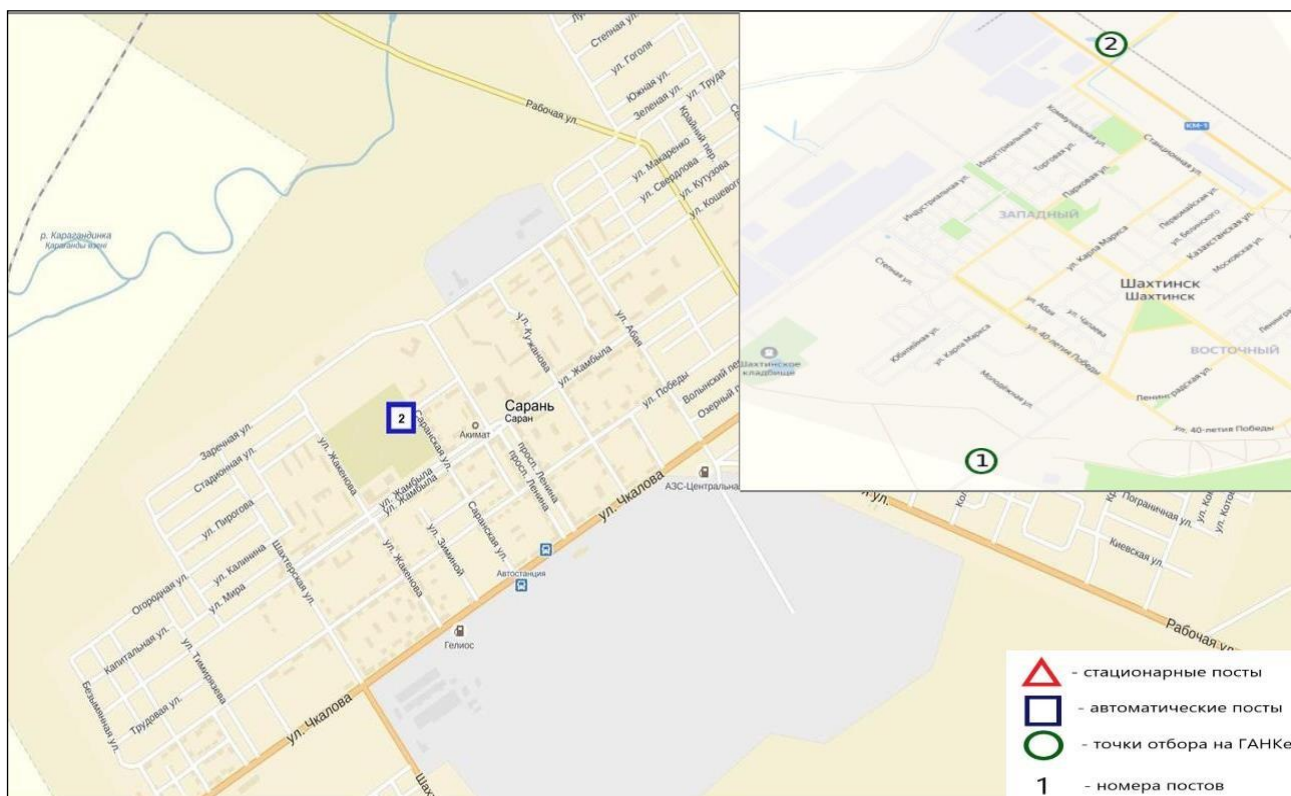 Степная ул.
ул. Гоголя
Южная ул.
Зеленая ул.
ул. Труда
Рабочая ул.
Крайний пер.
ул. Макаренко
ул. Свердлова
ул. Кутузова
р. Карагандинка
Караганды өзені
ул. Кужанова
ул. Абая
ул. Жамбыла
ул. Победы
Озерный
Волынский
Сарань
Саран
Акимат
2
Саранская ул.
Заречная ул.
Стадионная ул.
ул. Жакенова
ул. Жамбыла
ул. Жамбыла
просп. Ленина
просп. Ленина
ул. Чкалова
АЗС-Центральная
ул. Пирогова
ул. Калинина
ул. Мира
Шахтерская ул.
ул. Жакенова
ул. Зиминой
Саранская ул.
Автостанция
Огородная ул.
Капитальная ул.
ул. Тимирязева
Гелиос
Безымянная ул.
Трудовая ул.
ул. Чкалова
2
КМ-1
Коммунальная ул.
Индустриальная ул.
Торговая ул.
Станционная ул.
Парковая ул.
Индустриальная ул.
ЗАПАДНЫЙ
Первомайская ул.
ул. Белинского
Казахстанская ул.
ул. Карла Маркса
Московская ул.
Степная ул.
Шахтинск
Шахтинск
ул. Абая
ул. Чапаева
ул. 40-летия Победы
Юбилейная ул.
ул. Карла Маркса
ВОСТОЧНЫЙ
Шахтинское
кладбище
Молодёжная ул.
Ленинградская ул.
ул. 40-летия Победы
1
Пограничная ул.
Киевская ул.
Рабочая ул.
- стационарные посты
- автоматические посты
- точки отбора на ГАНКе
1 - номера постов